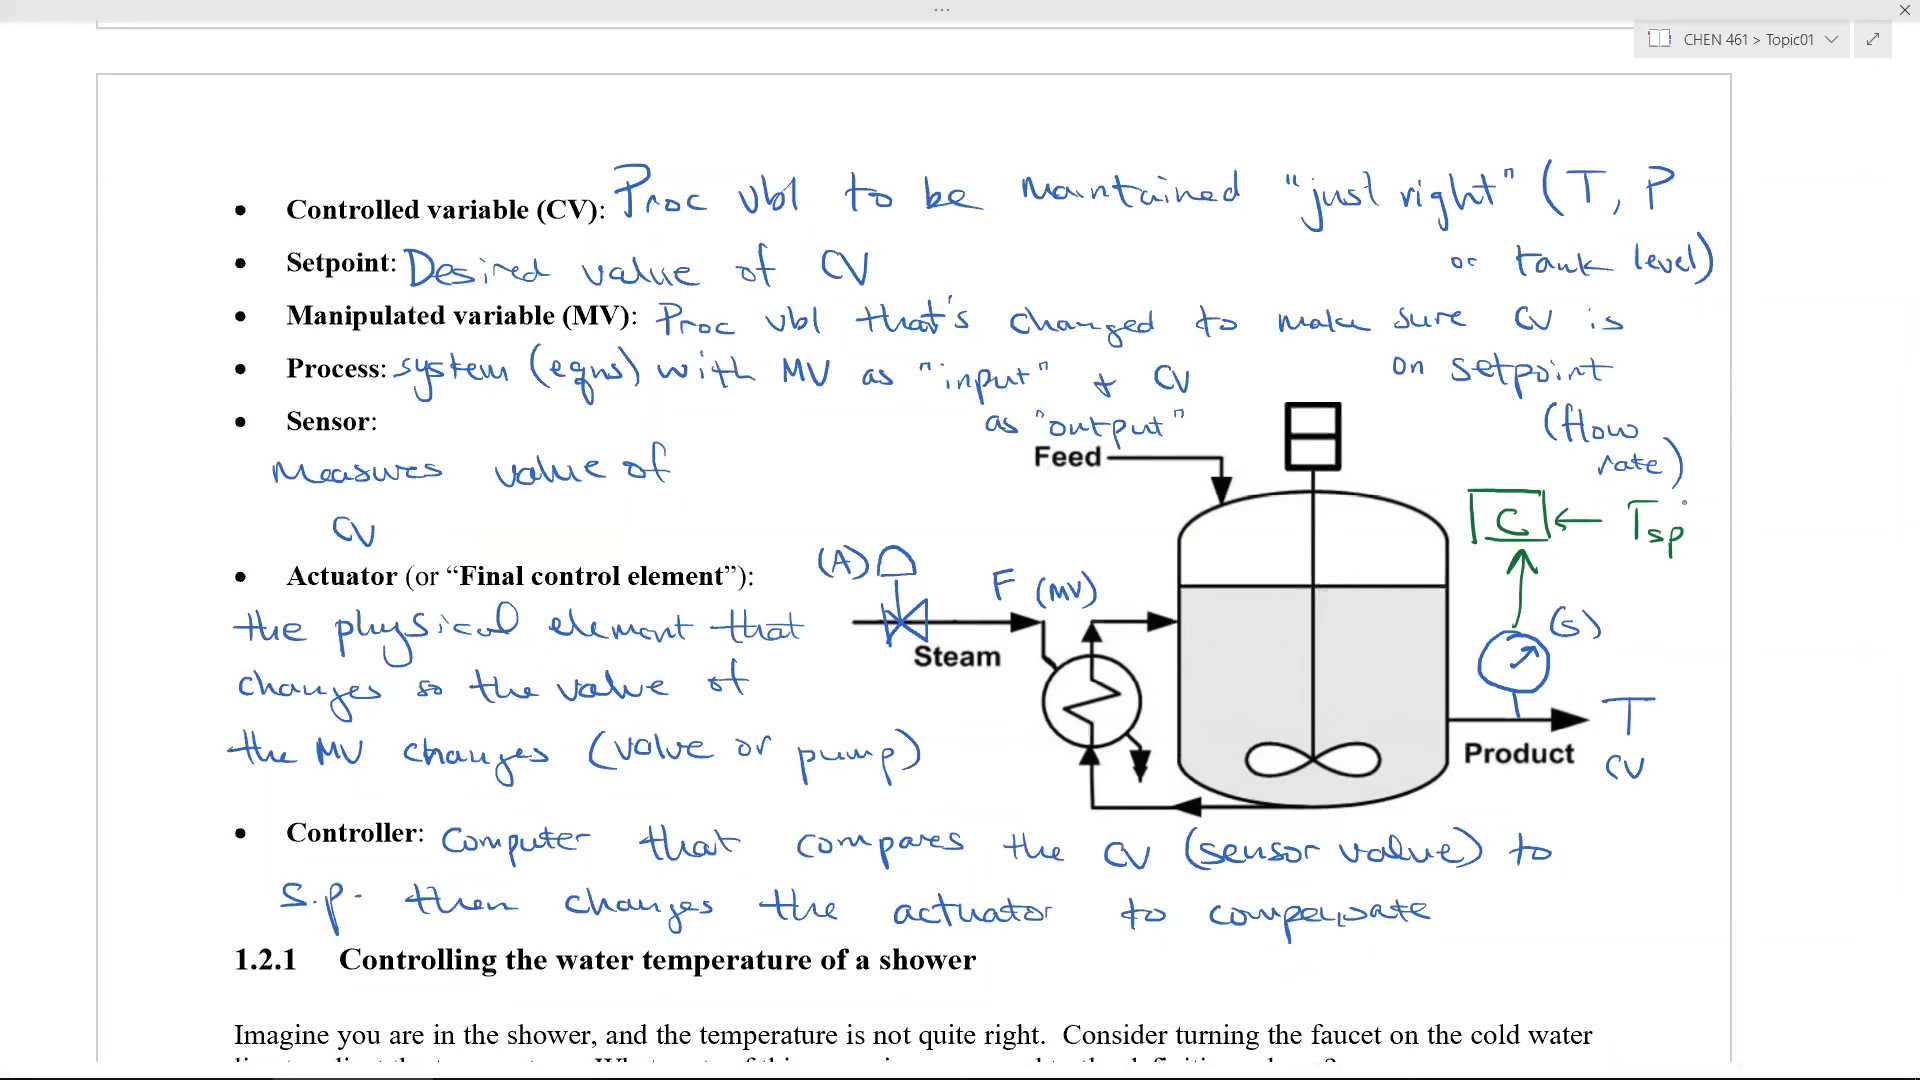 CHEN 461 > Topic01
• Controlled variable (CV): Proc vbl to be maintained "just right" (T, P
or tank level)
• Setpoint: Desired value of CV
• Manipulated variable (MV): Proc vbl that's changed to make sure CV is
on setpoint
(flow
rate)
• Process: system (eqns) with MV as "input" + CV
as "output"
• Sensor:
measures value of
CV
Feed
C ← Tsp
• Actuator (or “Final control element”):
the physical element that
changes so the value of
the MV changes (valve or pump)
(A)
F (MV)
Steam
(S)
T
Product
CV
• Controller: Computer that compares the CV (sensor value) to
s.p. then changes the actuator to compensate
1.2.1 Controlling the water temperature of a shower
Imagine you are in the shower, and the temperature is not quite right. Consider turning the faucet on the cold water